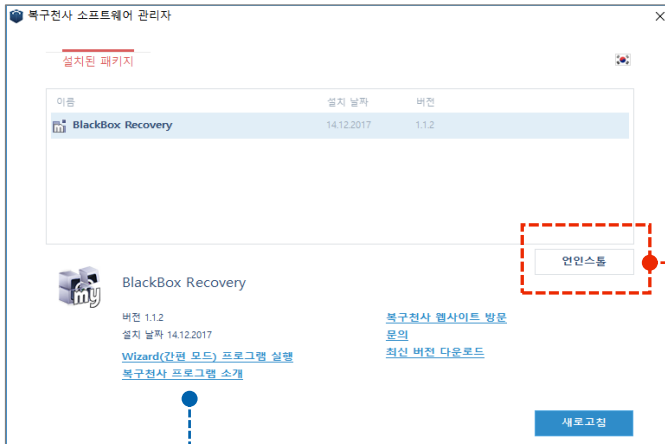 복구천사 소프트웨어 관리자
설치된 패키지
이름 설치 날짜 버전
BlackBox Recovery 14.12.2017 1.1.2
언인스톨
my
BlackBox Recovery
버전 1.1.2
설치 날짜 14.12.2017
Wizard(간편 모드) 프로그램 실행
복구천사 프로그램 소개
복구천사 웹사이트 방문
문의
최신 버전 다운로드
새로고침